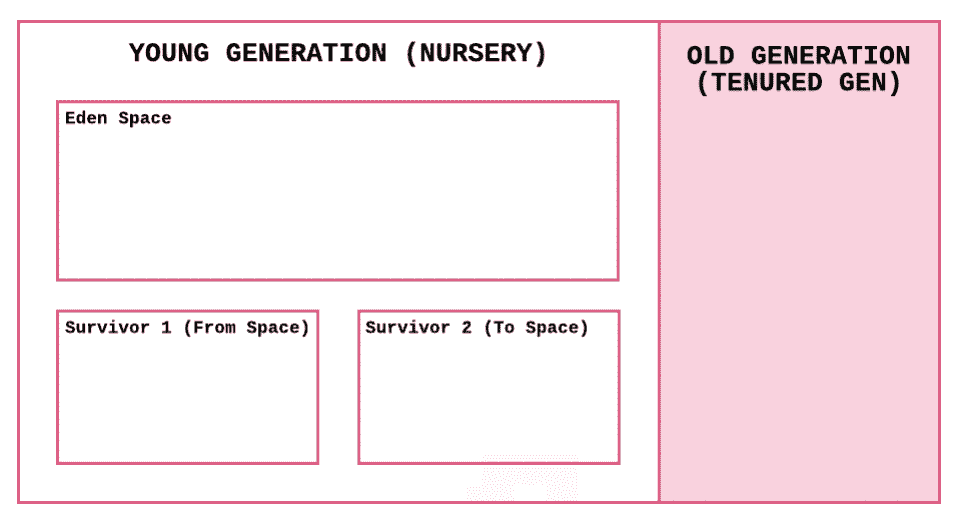 YOUNG GENERATION (NURSERY)
OLD GENERATION
(TENURED GEN)
Eden Space
Survivor 1 (From Space)
Survivor 2 (To Space)